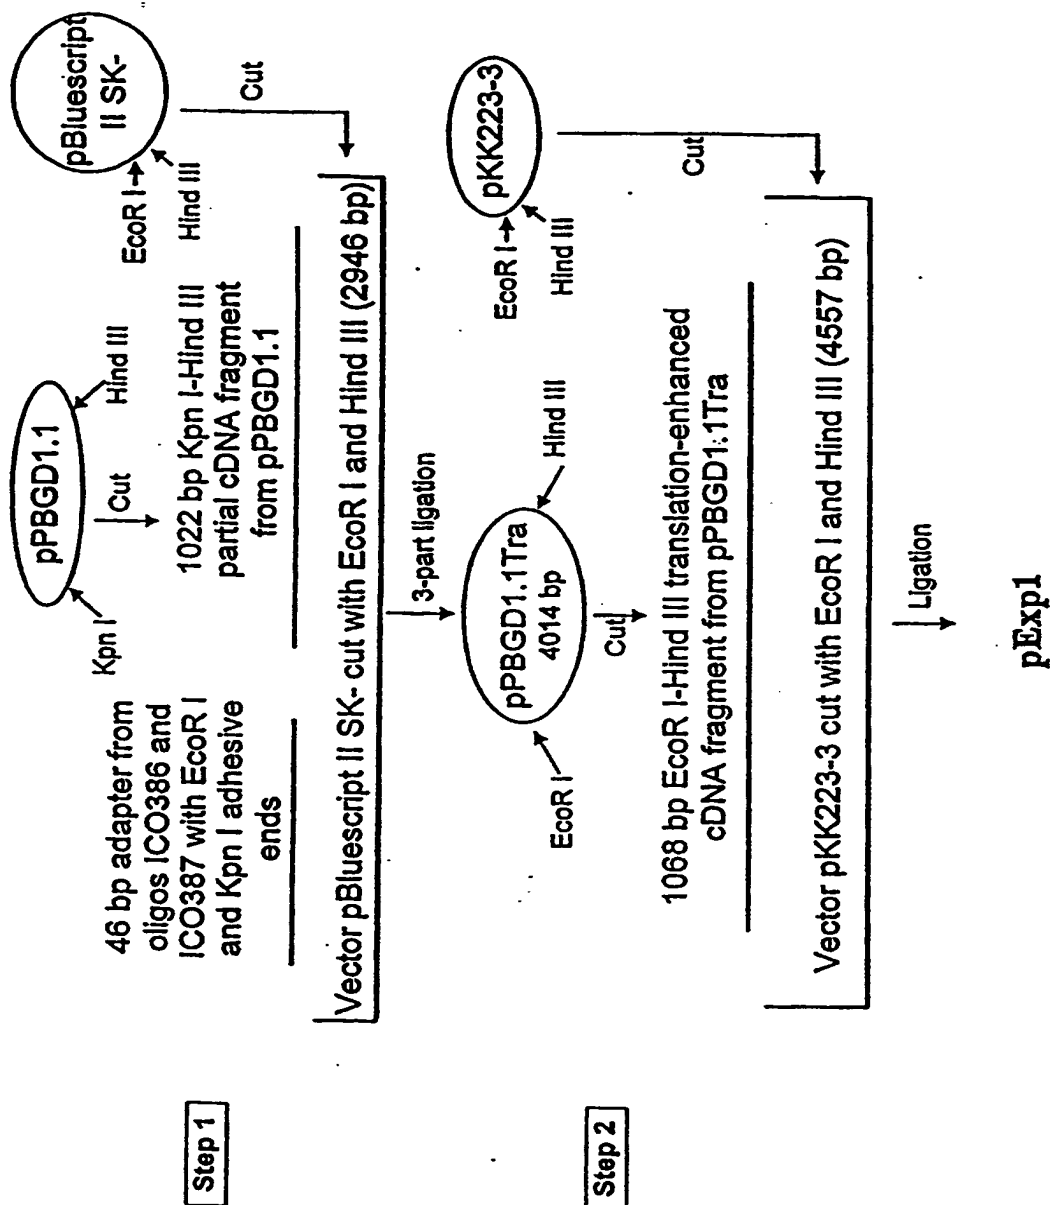 Step 1
pPBGD1.1
Kpn I
Hind III
Cut
pBluescript
II SK-
EcoR I
Hind III
Cut
46 bp adapter from
oligos ICO386 and
ICO387 with EcoR I
and Kpn I adhesive
ends
1022 bp Kpn I-Hind III
partial cDNA fragment
from pPBGD1.1
Vector pBluescript II SK- cut with EcoR I and Hind III (2946 bp)
3-part ligation
Step 2
pPBGD1.1Tra
4014 bp
EcoR I
Hind III
Cut
pKK223-3
EcoR I
Hind III
Cut
1068 bp EcoR I-Hind III translation-enhanced
cDNA fragment from pPBGD1.1Tra
Vector pKK223-3 cut with EcoR I and Hind III (4557 bp)
Ligation
pExp1